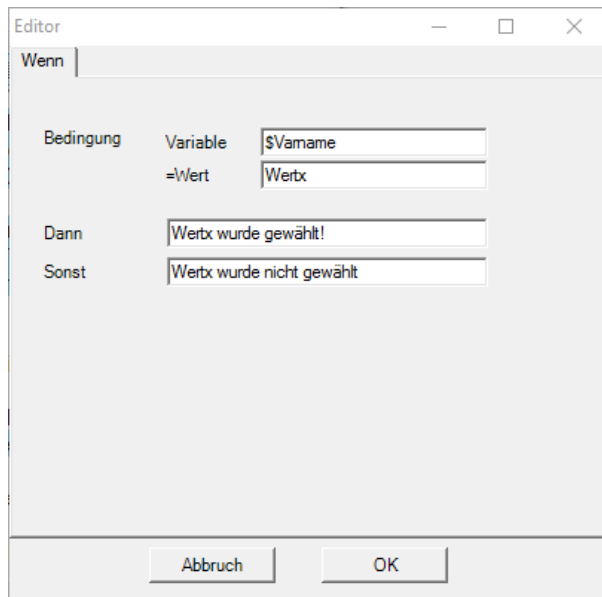 Editor
Wenn
Bedingung Variable $Varname
=Wert Wertx
Dann Wertx wurde gewählt!
Sonst Wertx wurde nicht gewählt
Abbruch OK